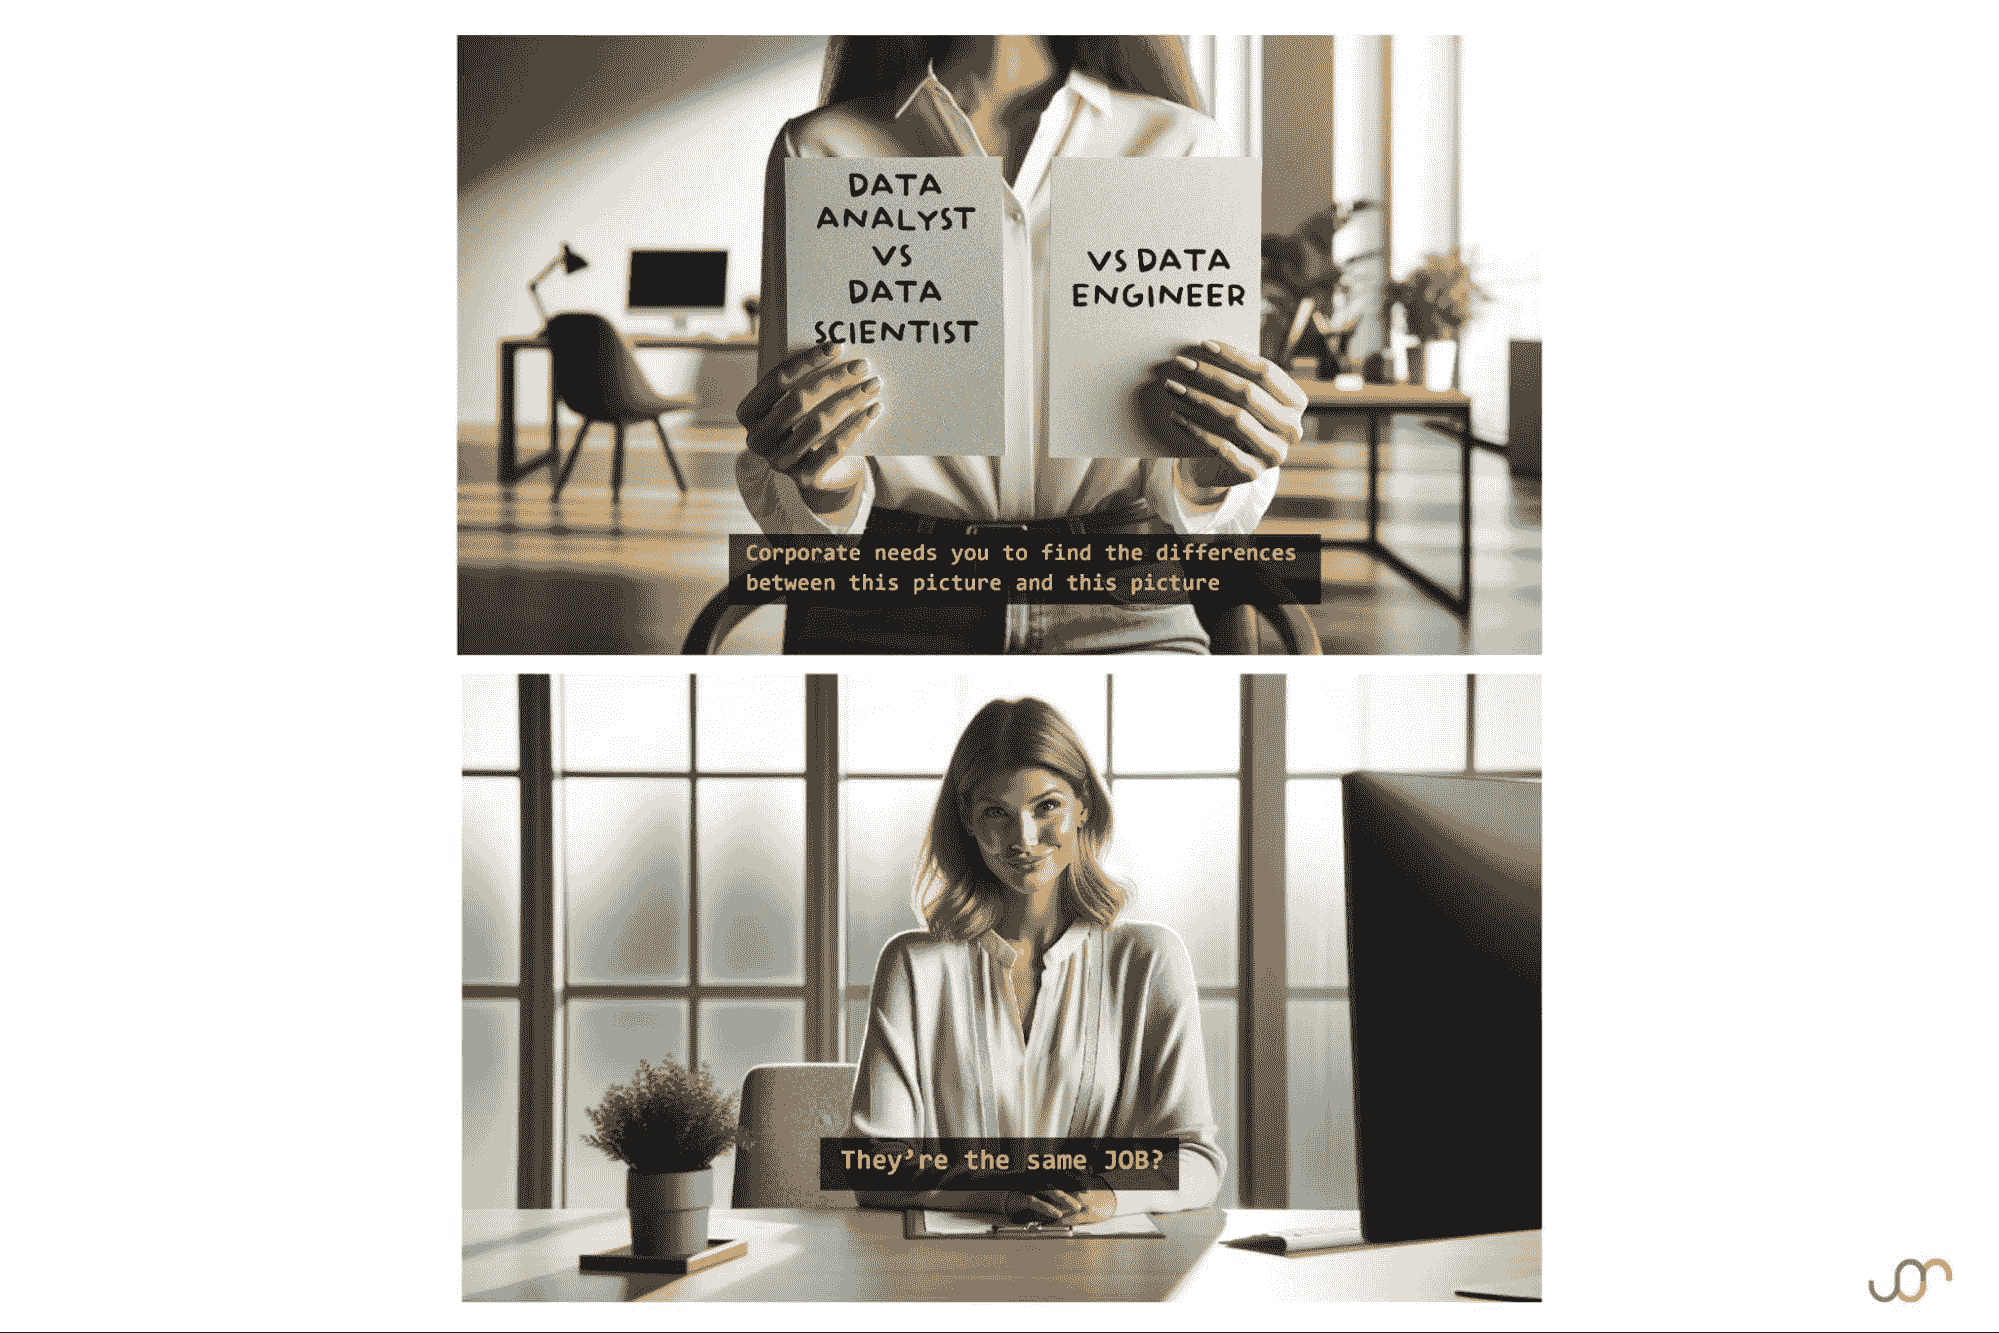 DATA
ANALYST
VS
DATA
SCIENTIST
VS DATA
ENGINEER
Corporate needs you to find the differences
between this picture and this picture
They're the same JOB?